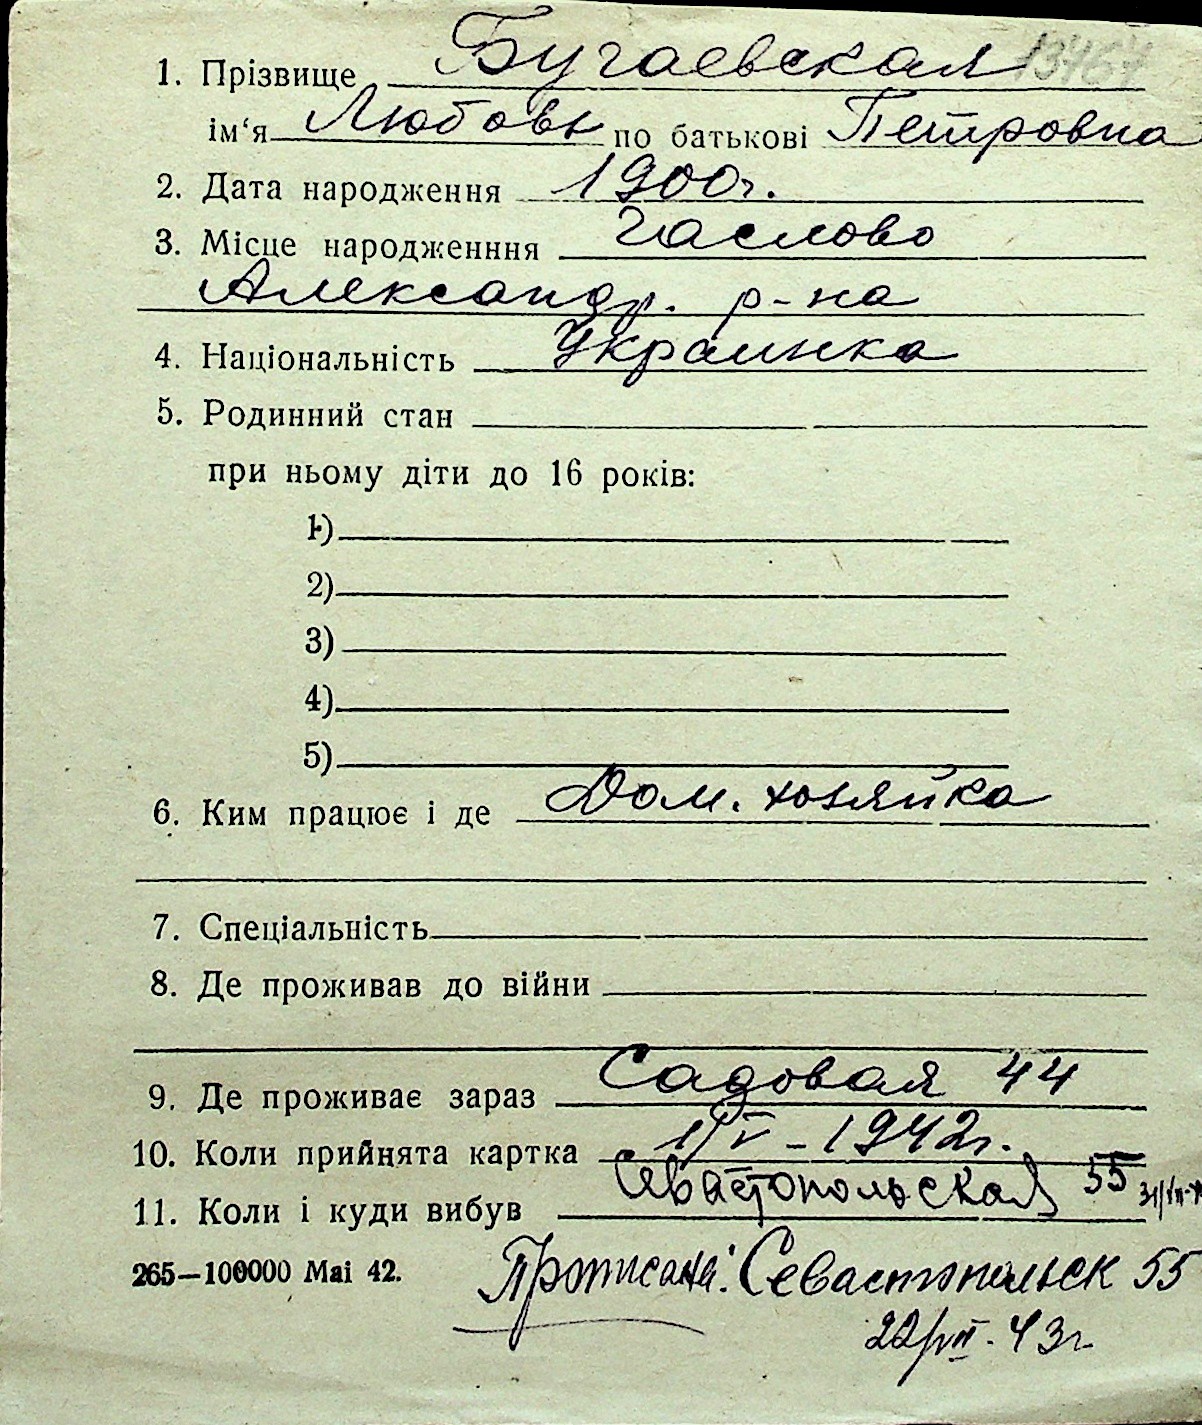 1. Прізвище Бугаевская 13467
ім‘я Любовь по батькові Петровна
2. Дата народження 1900г.
3. Місце народженння Часлово
Александр. р-на
4. Національність Украинка
5. Родинний стан
при ньому діти до 16 років:
1)
2)
3)
4)
5)
6. Ким працює і де Дом. хозяйка
7. Спеціальність
8. Де проживав до війни
9. Де проживає зараз Садовая 44
10. Коли прийнята картка 1/V – 1942г.
11. Коли і куди вибув Севастопольская 55
265—100000 Mai 42. Прописана: Севастопольск 55
22/VII. 43г